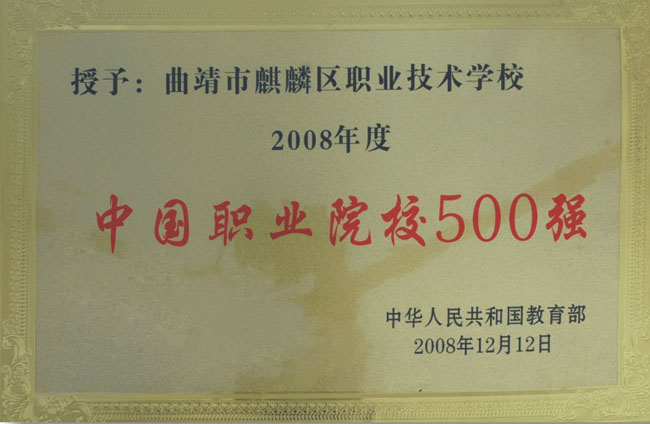 授予：曲靖市麒麟区职业技术学校
2008年度
中国职业院校500强
中华人民共和国教育部
2008年12月12日